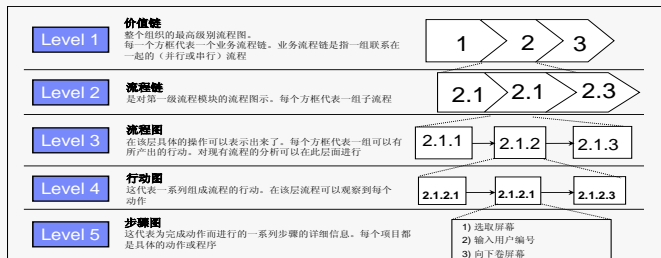 Level 1
价值链
整个组织的最高级别流程图。
每一个方框代表一个业务流程链。业务流程链是指一组联系在
一起的（并行或串行）流程
1 2 3
Level 2
流程链
是对第一级流程模块的流程图示。每个方框代表一组子流程
2.1 2.1 2.3
Level 3
流程图
在该层具体的操作可以表示出来了。每个方框代表一组可以有
所产出的行动。对现有流程的分析可以在此层面进行
2.1.1 2.1.2 2.1.3
Level 4
行动图
这代表一系列组成流程的行动。在该层流程可以观察到每个
动作
2.1.2.1 2.1.2.1 2.1.2.3
Level 5
步骤图
这代表为完成动作而进行的一系列步骤的详细信息。每个项目都
是具体的动作或程序
1) 选取屏幕
2) 输入用户编号
3) 向下卷屏幕